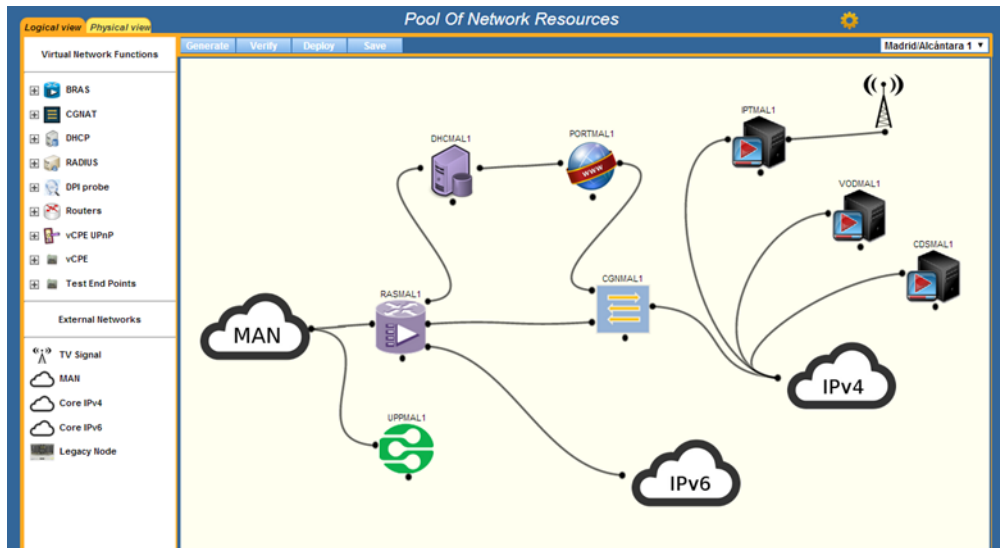 Pool Of Network Resources
Logical view Physical view
Generate Verify Deploy Save
Madrid/Alcántara 1
Virtual Network Functions
BRAS
CGNAT
DHCP
RADIUS
DPI probe
Routers
vCPE UPnP
vCPE
Test End Points
External Networks
TV Signal
MAN
Core IPv4
Core IPv6
Legacy Node
IPTMAL1
DHCMAL1
PORTMAL1
WWW
VODMAL1
CDSMAL1
CGNMAL1
RASMAL1
MAN
IPv4
UPPMAL1
IPv6